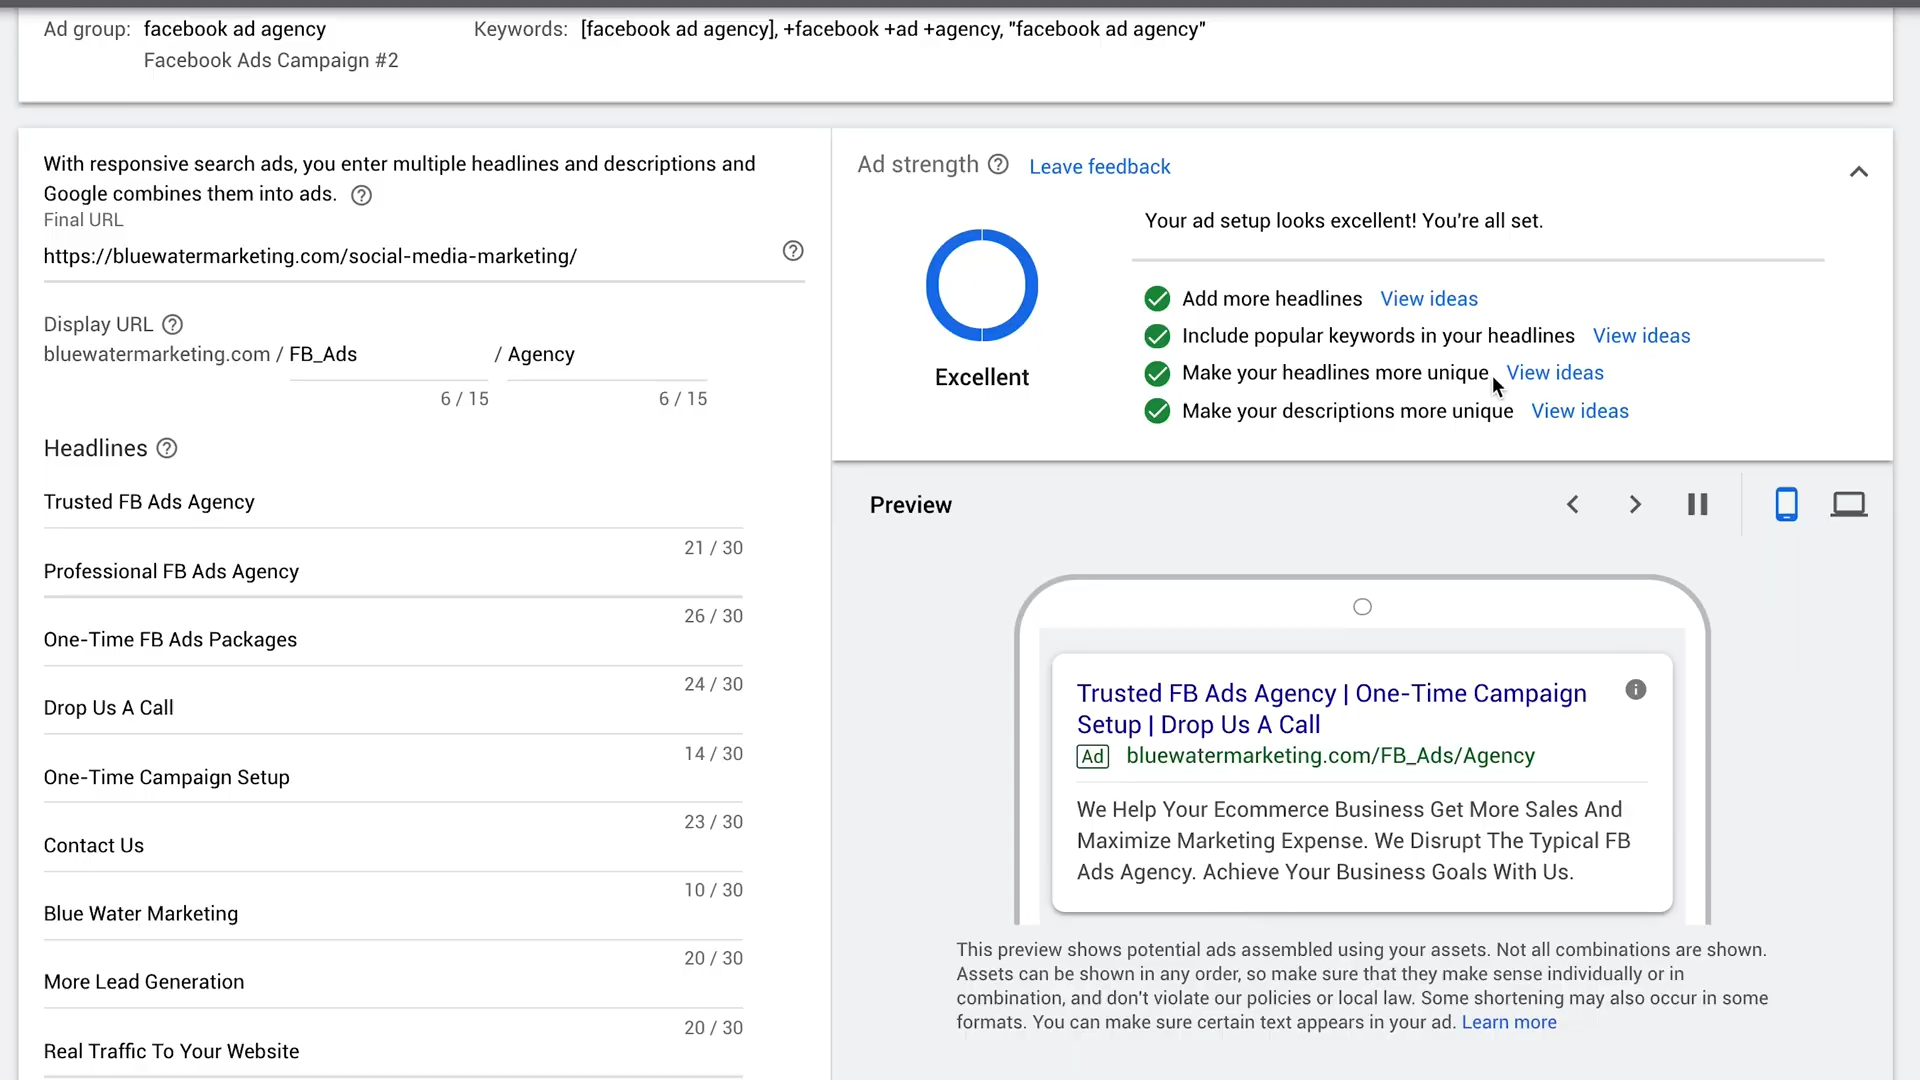 Ad group: facebook ad agency
Facebook Ads Campaign #2
Keywords: [facebook ad agency], +facebook +ad +agency, "facebook ad agency"
With responsive search ads, you enter multiple headlines and descriptions and
Google combines them into ads.
Final URL
https://bluewatermarketing.com/social-media-marketing/
Display URL
bluewatermarketing.com / FB_Ads / Agency
6 / 15
6 / 15
Headlines
Trusted FB Ads Agency
21 / 30
Professional FB Ads Agency
26 / 30
One-Time FB Ads Packages
24 / 30
Drop Us A Call
14 / 30
One-Time Campaign Setup
23 / 30
Contact Us
10 / 30
Blue Water Marketing
20 / 30
More Lead Generation
20 / 30
Real Traffic To Your Website
Ad strength
Leave feedback
Excellent
Your ad setup looks excellent! You're all set.
Add more headlines View ideas
Include popular keywords in your headlines View ideas
Make your headlines more unique View ideas
Make your descriptions more unique View ideas
Preview
Trusted FB Ads Agency | One-Time Campaign
Setup | Drop Us A Call
Ad bluewatermarketing.com/FB_Ads/Agency
We Help Your Ecommerce Business Get More Sales And
Maximize Marketing Expense. We Disrupt The Typical FB
Ads Agency. Achieve Your Business Goals With Us.
This preview shows potential ads assembled using your assets. Not all combinations are shown.
Assets can be shown in any order, so make sure that they make sense individually or in
combination, and don't violate our policies or local law. Some shortening may also occur in some
formats. You can make sure certain text appears in your ad. Learn more